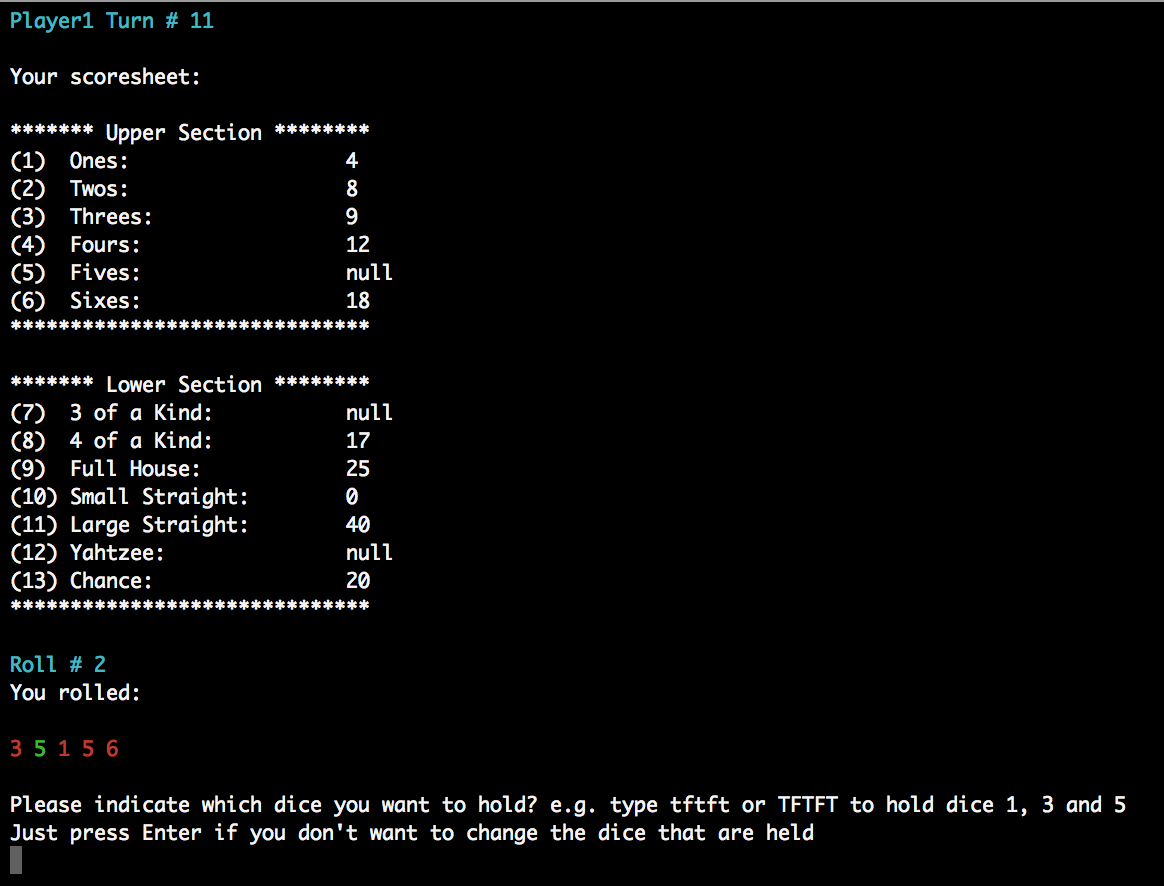 Player1 Turn # 11
Your scoresheet:
******* Upper Section ********
(1)  Ones:                  4
(2)  Twos:                  8
(3)  Threes:                9
(4)  Fours:                 12
(5)  Fives:                 null
(6)  Sixes:                 18
******************************
******* Lower Section ********
(7)  3 of a Kind:           null
(8)  4 of a Kind:           17
(9)  Full House:            25
(10) Small Straight:        0
(11) Large Straight:        40
(12) Yahtzee:               null
(13) Chance:                20
******************************
Roll # 2
You rolled:
3 5 1 5 6
Please indicate which dice you want to hold? e.g. type tftft or TFTFT to hold dice 1, 3 and 5
Just press Enter if you don't want to change the dice that are held